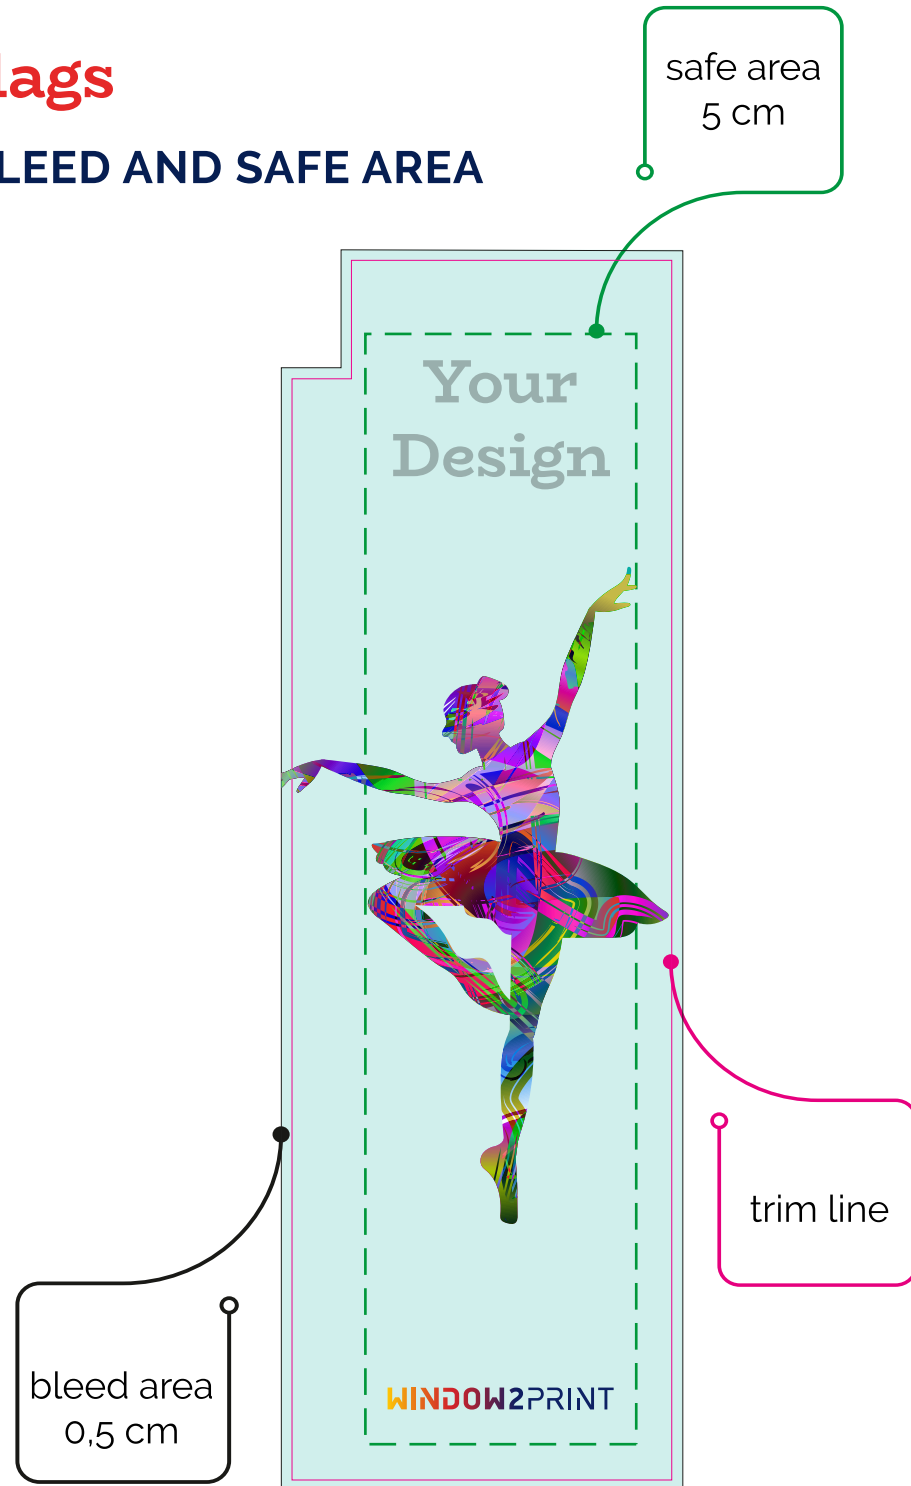 lags
LEED AND SAFE AREA
safe area
5 cm
Your
Design
trim line
bleed area
0,5 cm
WINDOW2PRINT